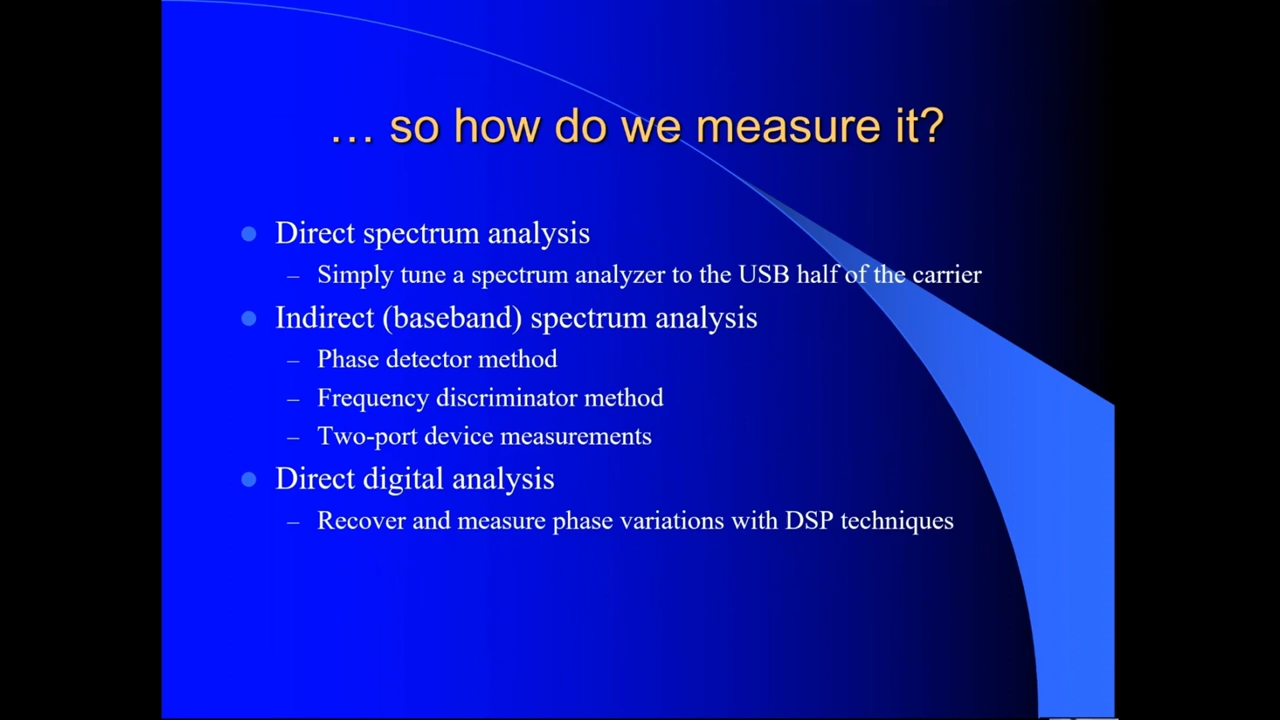 … so how do we measure it?
● Direct spectrum analysis
– Simply tune a spectrum analyzer to the USB half of the carrier
● Indirect (baseband) spectrum analysis
– Phase detector method
– Frequency discriminator method
– Two-port device measurements
● Direct digital analysis
– Recover and measure phase variations with DSP techniques